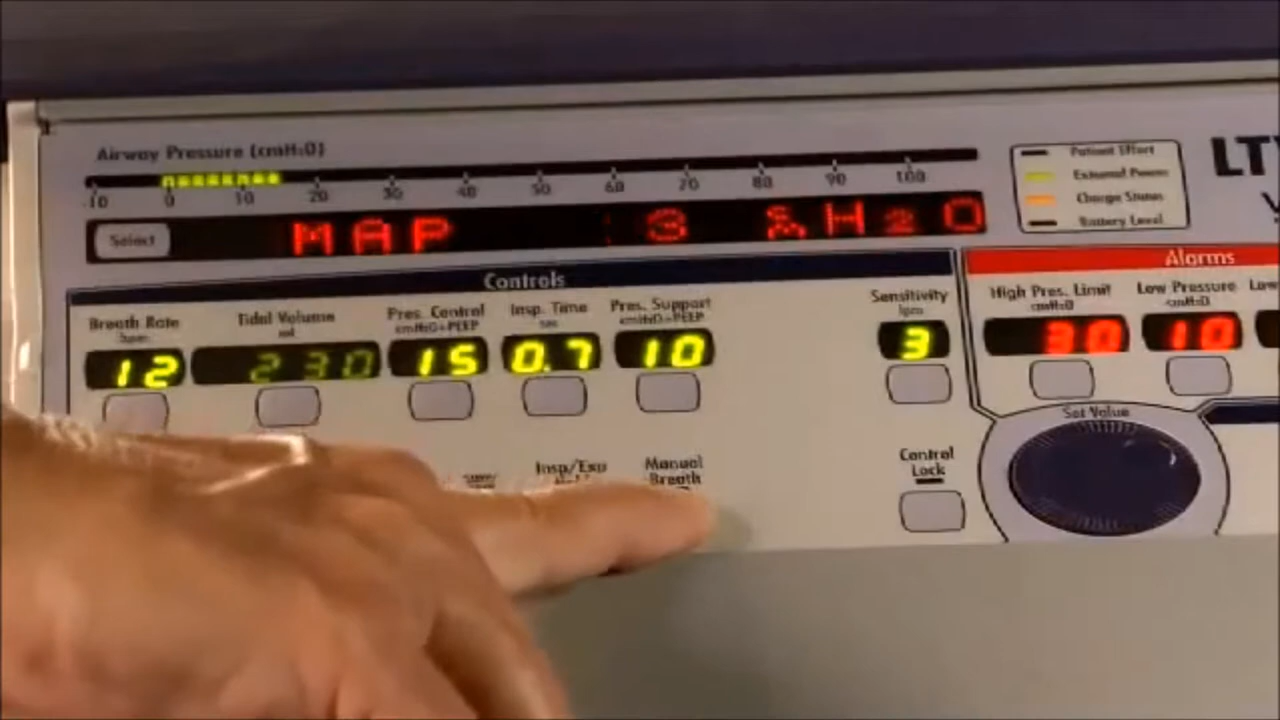 Airway Pressure (cmH₂O)
-10 0 10 20 30 40 50 60 70 80 90 100
Select
MAP 3 H₂O
Patient Effort
External Power
Charge Status
Battery Level
LT
V
Controls
Breath Rate
bpm
12
Tidal Volume
ml
230
Pres. Control
cmH₂O+PEEP
15
Insp. Time
sec
0.7
Pres. Support
cmH₂O+PEEP
10
Sensitivity
lpm
3
Alarms
High Pres. Limit
cmH₂O
30
Low Pressure
cmH₂O
10
Low
Set Value
Insp/Exp
Manual
Breath
Control
Lock